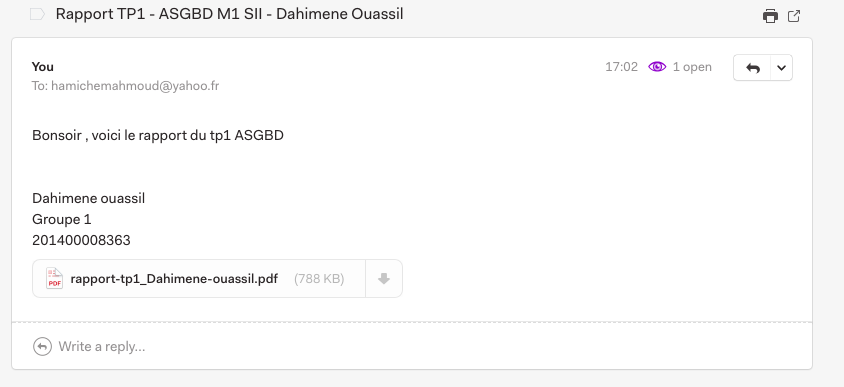 Rapport TP1 - ASGBD M1 SII - Dahimene Ouassil
You
17:02 1 open
To: hamichemahmoud@yahoo.fr
Bonsoir , voici le rapport du tp1 ASGBD
Dahimene ouassil
Groupe 1
201400008363
PDF rapport-tp1_Dahimene-ouassil.pdf (788 KB)
Write a reply...